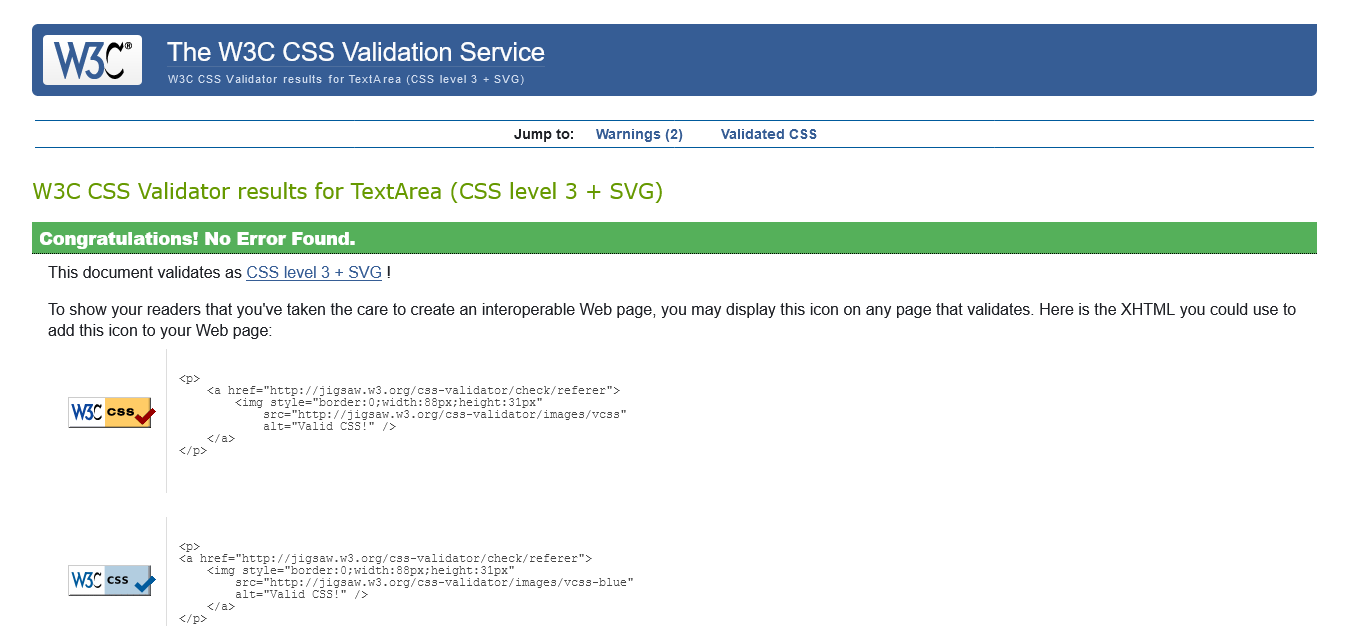 W3C®
The W3C CSS Validation Service
W3C CSS Validator results for TextArea (CSS level 3 + SVG)
Jump to: Warnings (2) Validated CSS
W3C CSS Validator results for TextArea (CSS level 3 + SVG)
Congratulations! No Error Found.
This document validates as CSS level 3 + SVG !
To show your readers that you've taken the care to create an interoperable Web page, you may display this icon on any page that validates. Here is the XHTML you could use to
add this icon to your Web page:
W3C CSS
<p>
    <a href="http://jigsaw.w3.org/css-validator/check/referer">
        <img style="border:0;width:88px;height:31px"
            src="http://jigsaw.w3.org/css-validator/images/vcss"
            alt="Valid CSS!" />
    </a>
</p>
W3C CSS
<p>
<a href="http://jigsaw.w3.org/css-validator/check/referer">
    <img style="border:0;width:88px;height:31px"
        src="http://jigsaw.w3.org/css-validator/images/vcss-blue"
        alt="Valid CSS!" />
    </a>
</p>